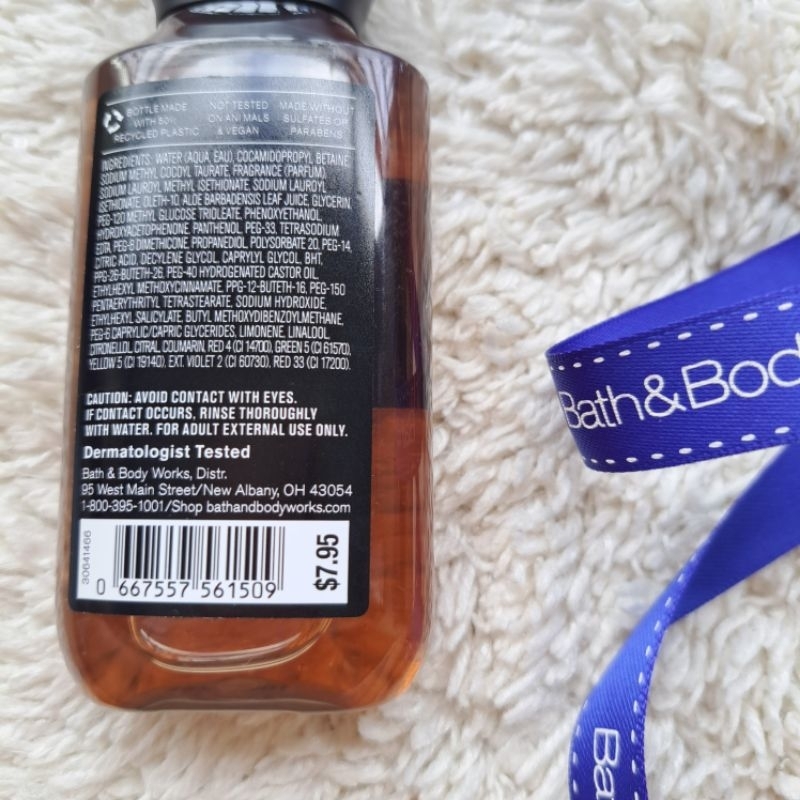 BOTTLE MADE
WITH 50%
RECYCLED PLASTIC
NOT TESTED
ON ANIMALS
& VEGAN
MADE WITHOUT
SULFATES OR
PARABENS
INGREDIENTS: WATER (AQUA, EAU), COCAMIDOPROPYL BETAINE,
SODIUM METHYL COCOYL TAURATE, FRAGRANCE (PARFUM),
SODIUM LAUROYL METHYL ISETHIONATE, SODIUM LAUROYL
ISETHIONATE, OLETH-10, ALOE BARBADENSIS LEAF JUICE, GLYCERIN,
PEG-120 METHYL GLUCOSE TRIOLEATE, PHENOXYETHANOL,
HYDROXYACETOPHENONE, PANTHENOL, PEG-33, TETRASODIUM
EDTA, PEG-8 DIMETHICONE, PROPANEDIOL, POLYSORBATE 20, PEG-14,
CITRIC ACID, DECYLENE GLYCOL, CAPRYLYL GLYCOL, BHT,
PPG-26-BUTETH-26, PEG-40 HYDROGENATED CASTOR OIL,
ETHYLHEXYL METHOXYCINNAMATE, PPG-12-BUTETH-16, PEG-150
PENTAERYTHRITYL TETRASTEARATE, SODIUM HYDROXIDE,
ETHYLHEXYL SALICYLATE, BUTYL METHOXYDIBENZOYLMETHANE,
PEG-6 CAPRYLIC/CAPRIC GLYCERIDES, LIMONENE, LINALOOL,
CITRONELLOL, CITRAL, COUMARIN, RED 4 (CI 14700), GREEN 5 (CI 61570),
YELLOW 5 (CI 19140), EXT. VIOLET 2 (CI 60730), RED 33 (CI 17200).
CAUTION: AVOID CONTACT WITH EYES.
IF CONTACT OCCURS, RINSE THOROUGHLY
WITH WATER. FOR ADULT EXTERNAL USE ONLY.
Dermatologist Tested
Bath & Body Works, Distr.
95 West Main Street/New Albany, OH 43054
1-800-395-1001/Shop bathandbodyworks.com
30641466
0 667557 561509
$7.95
Bath&Bod
Ba